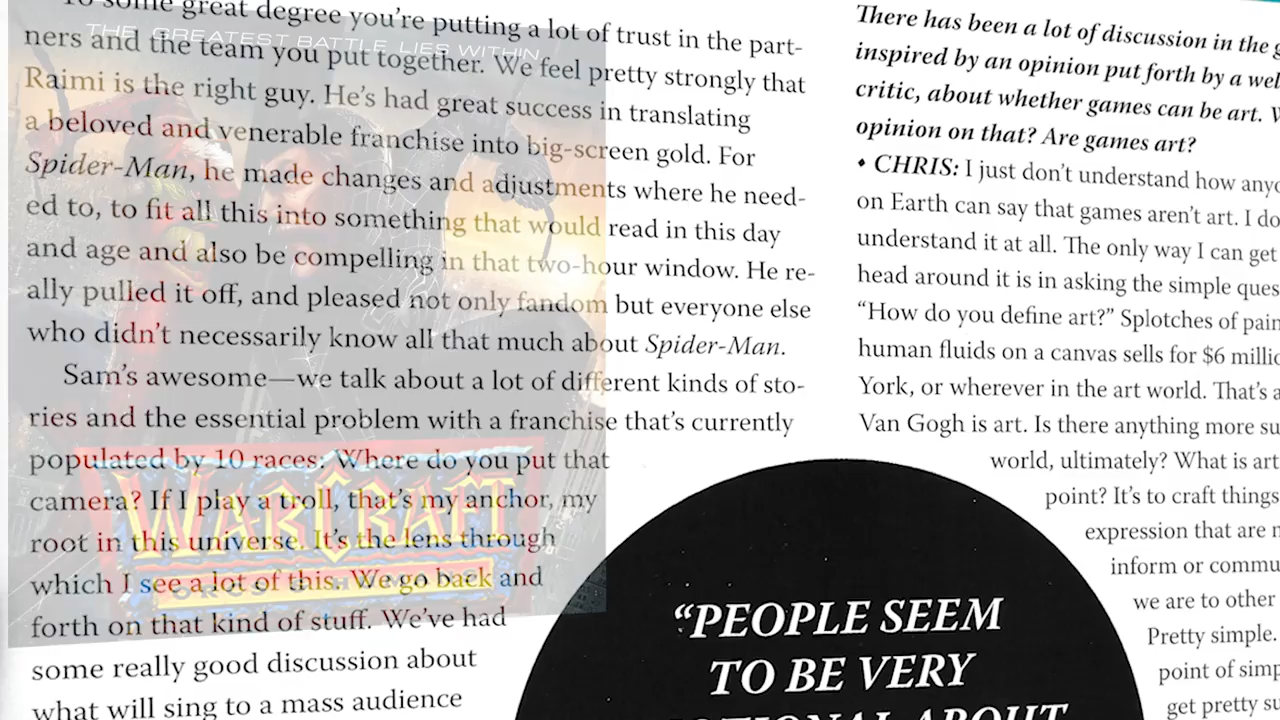 To some great degree you're putting a lot of trust in the part-
ners and the team you put together. We feel pretty strongly that
Raimi is the right guy. He's had great success in translating
a beloved and venerable franchise into big-screen gold. For
Spider-Man, he made changes and adjustments where he need-
ed to, to fit all this into something that would read in this day
and age and also be compelling in that two-hour window. He re-
ally pulled it off, and pleased not only fandom but everyone else
who didn't necessarily know all that much about Spider-Man.
Sam's awesome—we talk about a lot of different kinds of sto-
ries and the essential problem with a franchise that's currently
populated by 10 races: Where do you put that
camera? If I play a troll, that's my anchor, my
root in this universe. It's the lens through
which I see a lot of this. We go back and
forth on that kind of stuff. We've had
some really good discussion about
what will sing to a mass audience
There has been a lot of discussion in the g
inspired by an opinion put forth by a wel
critic, about whether games can be art. W
opinion on that? Are games art?
• CHRIS: I just don't understand how anyo
on Earth can say that games aren't art. I do
understand it at all. The only way I can get
head around it is in asking the simple ques
"How do you define art?" Splotches of pain
human fluids on a canvas sells for $6 millio
York, or wherever in the art world. That's a
Van Gogh is art. Is there anything more su
world, ultimately? What is art
point? It's to craft things
expression that are n
inform or commu
we are to other
Pretty simple.
point of simp
get pretty su
"PEOPLE SEEM
TO BE VERY
EMOTIONAL ABOUT
THE GREATEST BATTLE LIES WITHIN
WARCRAFT